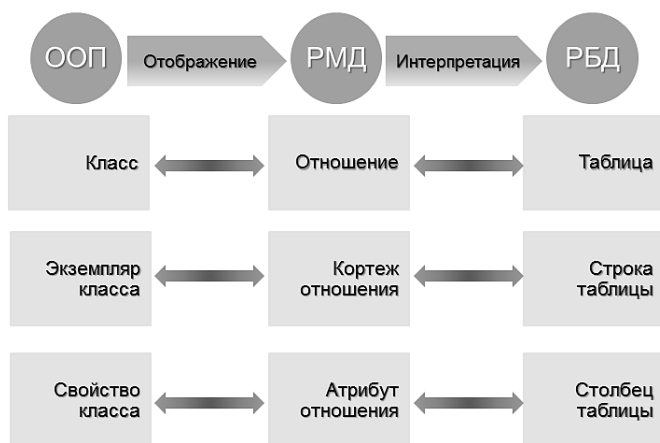 ООП
Отображение
РМД
Интерпретация
РБД
Класс
Отношение
Таблица
Экземпляр
класса
Кортеж
отношения
Строка
таблицы
Свойство
класса
Атрибут
отношения
Столбец
таблицы